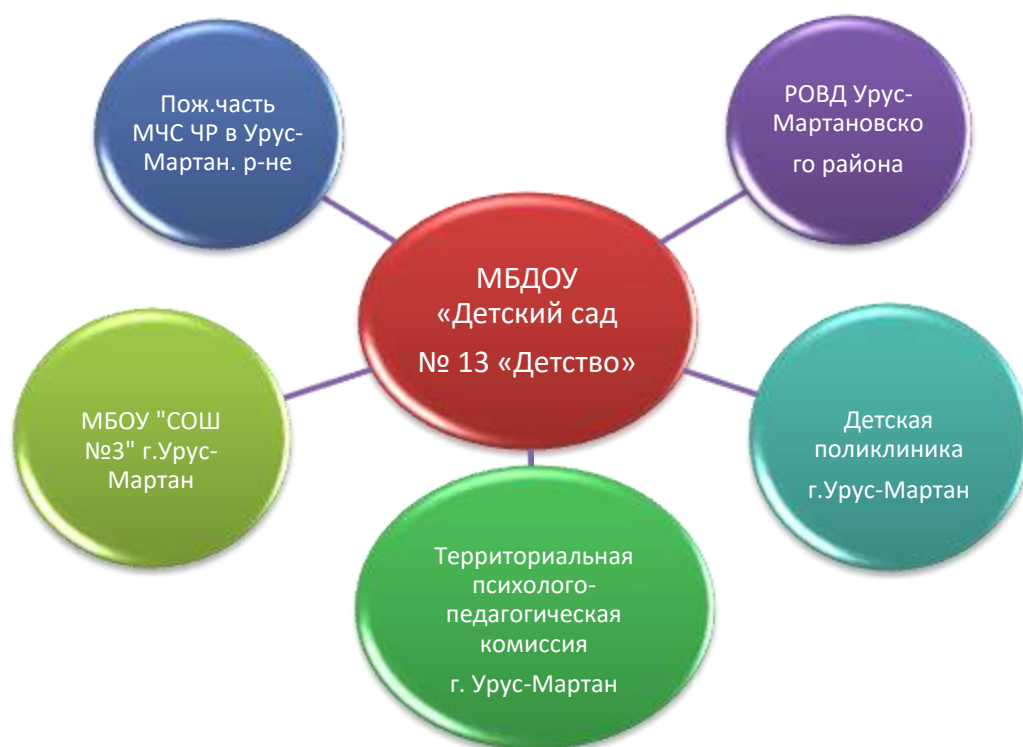 Пож.часть
МЧС ЧР в Урус-
Мартан. р-не
РОВД Урус-
Мартановско
го района
МБДОУ
«Детский сад
№ 13 «Детство»
МБОУ "СОШ
№3" г.Урус-
Мартан
Детская
поликлиника
г.Урус-Мартан
Территориальная
психолого-
педагогическая
комиссия
г. Урус-Мартан